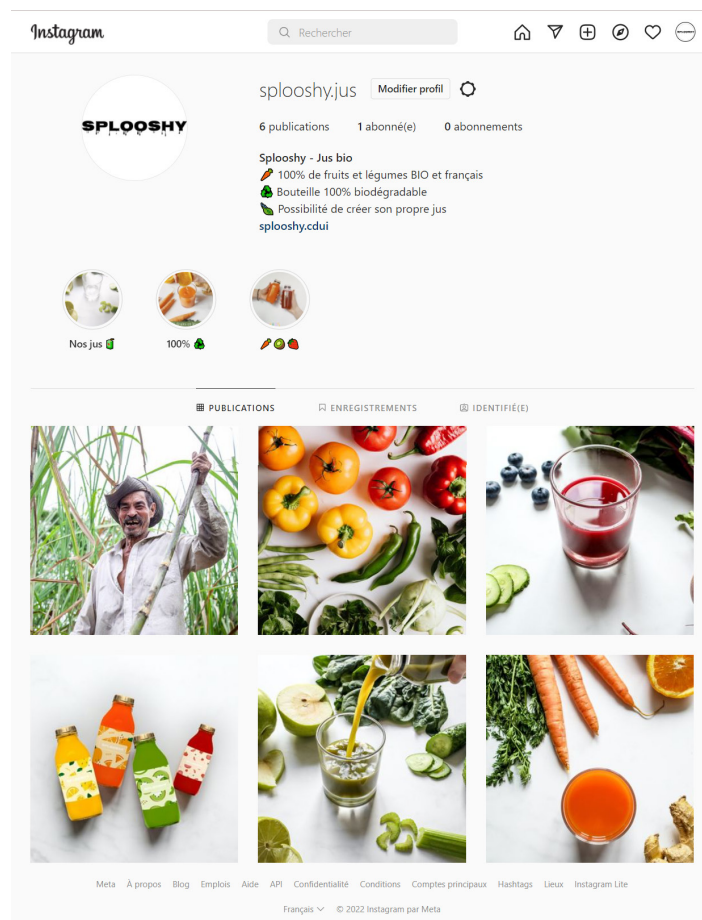 Instagram
Rechercher
SPLOOSHY
splooshy.jus
Modifier profil
6 publications 1 abonné(e) 0 abonnements
Splooshy - Jus bio
🥕 100% de fruits et légumes BIO et français
♻ Bouteille 100% biodégradable
🍃 Possibilité de créer son propre jus
splooshy.cdui
Nos jus 🧃
100% ♻
🥕🥝🍓
PUBLICATIONS ENREGISTREMENTS IDENTIFIÉ(E)
Meta À propos Blog Emplois Aide API Confidentialité Conditions Comptes principaux Hashtags Lieux Instagram Lite
Français © 2022 Instagram par Meta